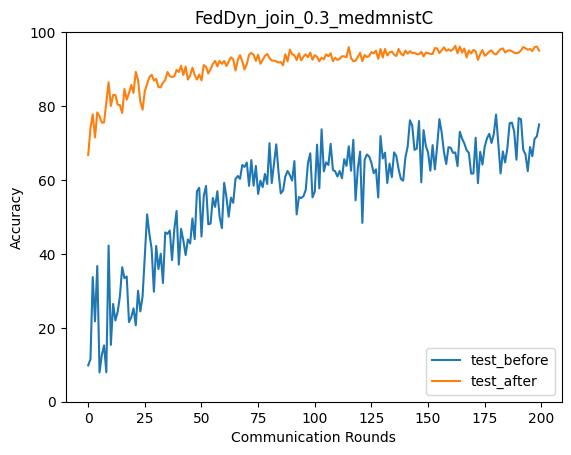 FedDyn_join_0.3_medmnistC
100
80
60
40
20
0
Accuracy
0 25 50 75 100 125 150 175 200
Communication Rounds
test_before
test_after